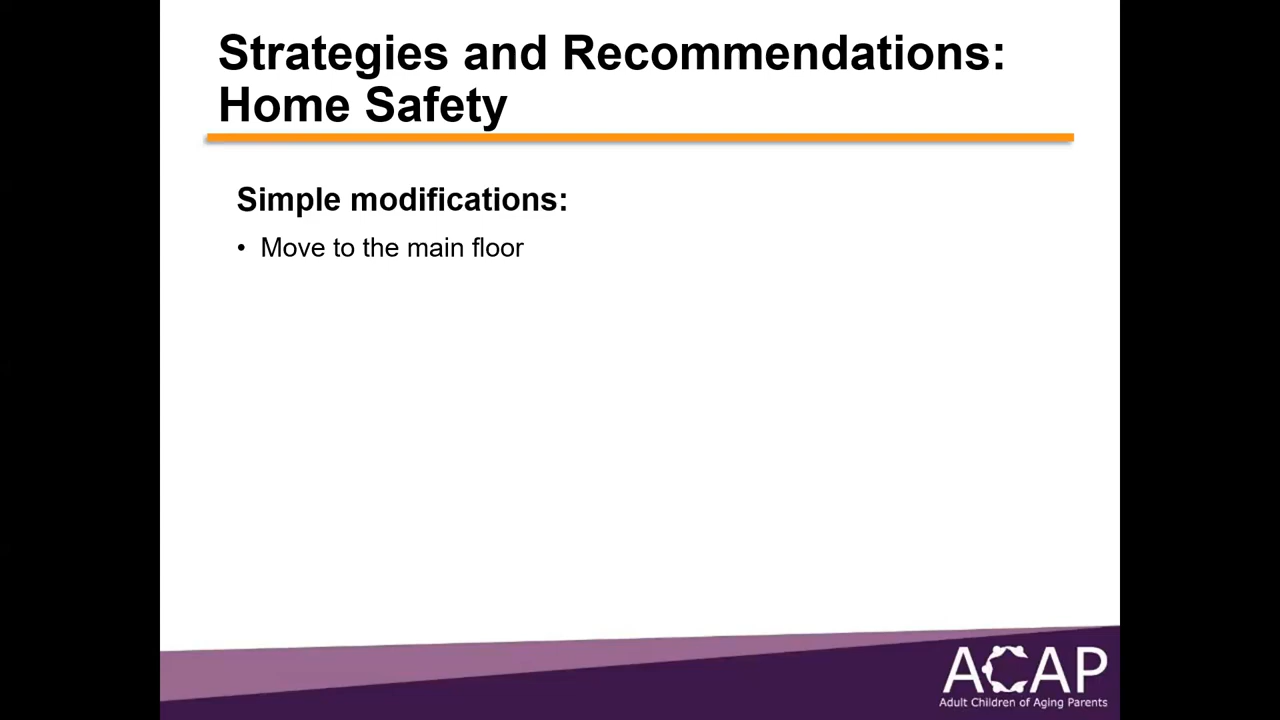 Strategies and Recommendations:
Home Safety
Simple modifications:
• Move to the main floor
ACAP
Adult Children of Aging Parents